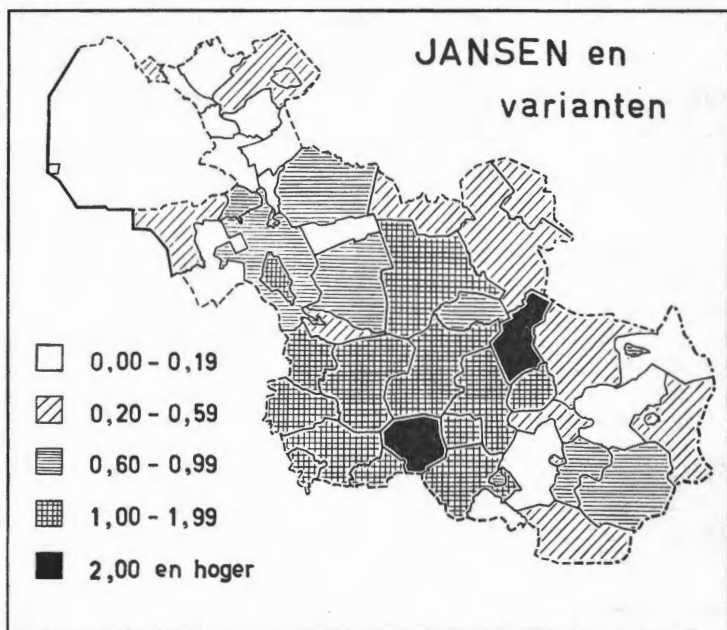 JANSEN en
varianten
0,00 - 0,19
0,20 - 0,59
0,60 - 0,99
1,00 - 1,99
2,00 en hoger